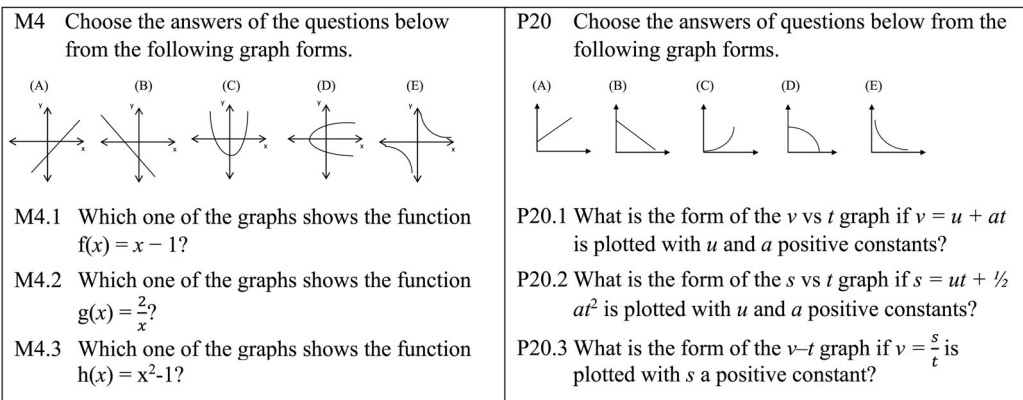 M4 Choose the answers of the questions below
from the following graph forms.
(A) (B) (C) (D) (E)
y y y y y
x x x x x
M4.1 Which one of the graphs shows the function
f(x) = x − 1?
M4.2 Which one of the graphs shows the function
g(x) = 2/x?
M4.3 Which one of the graphs shows the function
h(x) = x²-1?
P20 Choose the answers of questions below from the
following graph forms.
(A) (B) (C) (D) (E)
P20.1 What is the form of the v vs t graph if v = u + at
is plotted with u and a positive constants?
P20.2 What is the form of the s vs t graph if s = ut + ½
at² is plotted with u and a positive constants?
P20.3 What is the form of the v–t graph if v = s/t is
plotted with s a positive constant?